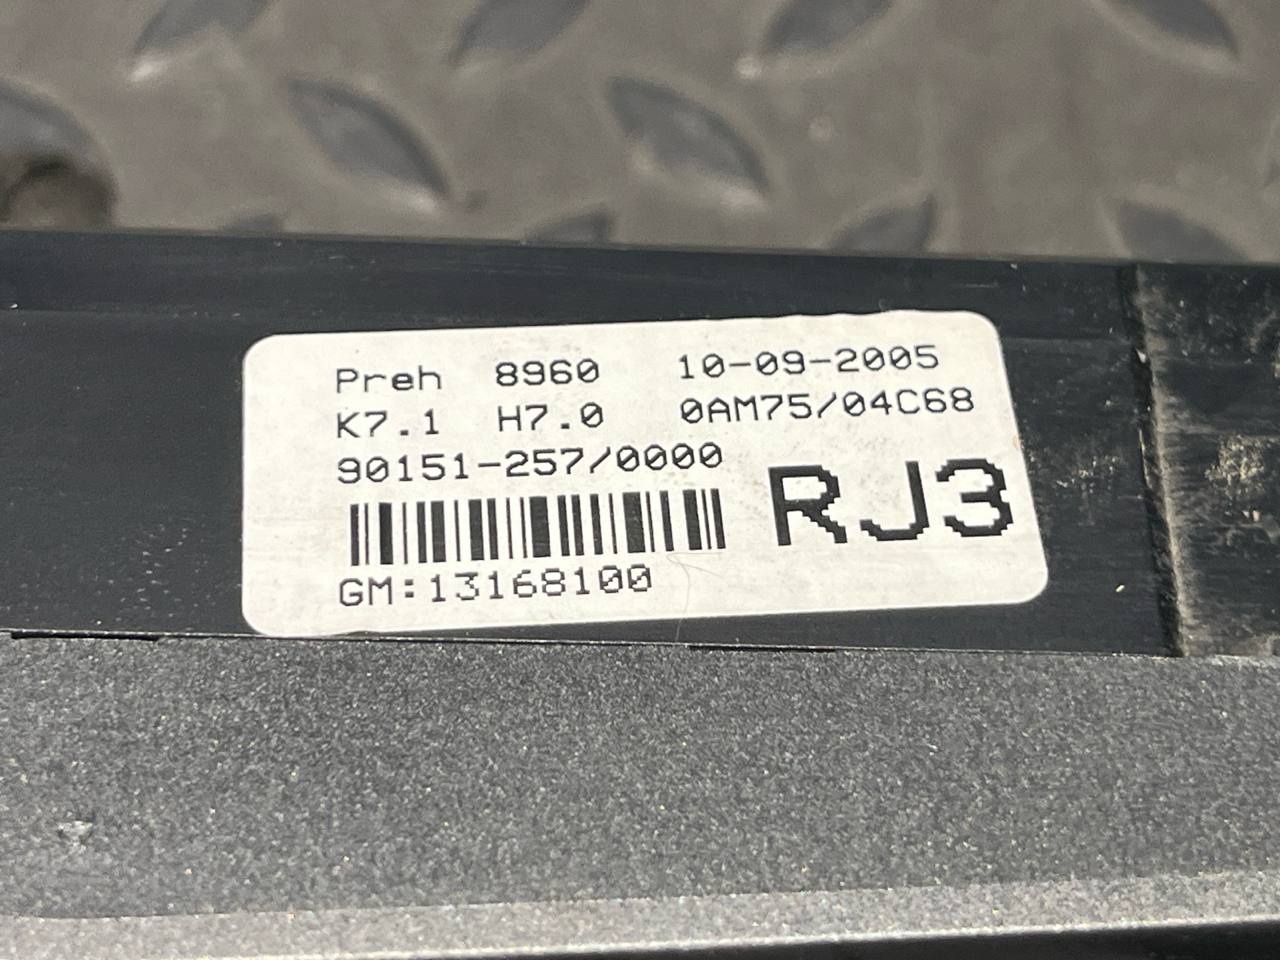 Preh 8960 10-09-2005
K7.1 H7.0 0AM75/04C68
90151-257/0000
RJ3
GM:13168100